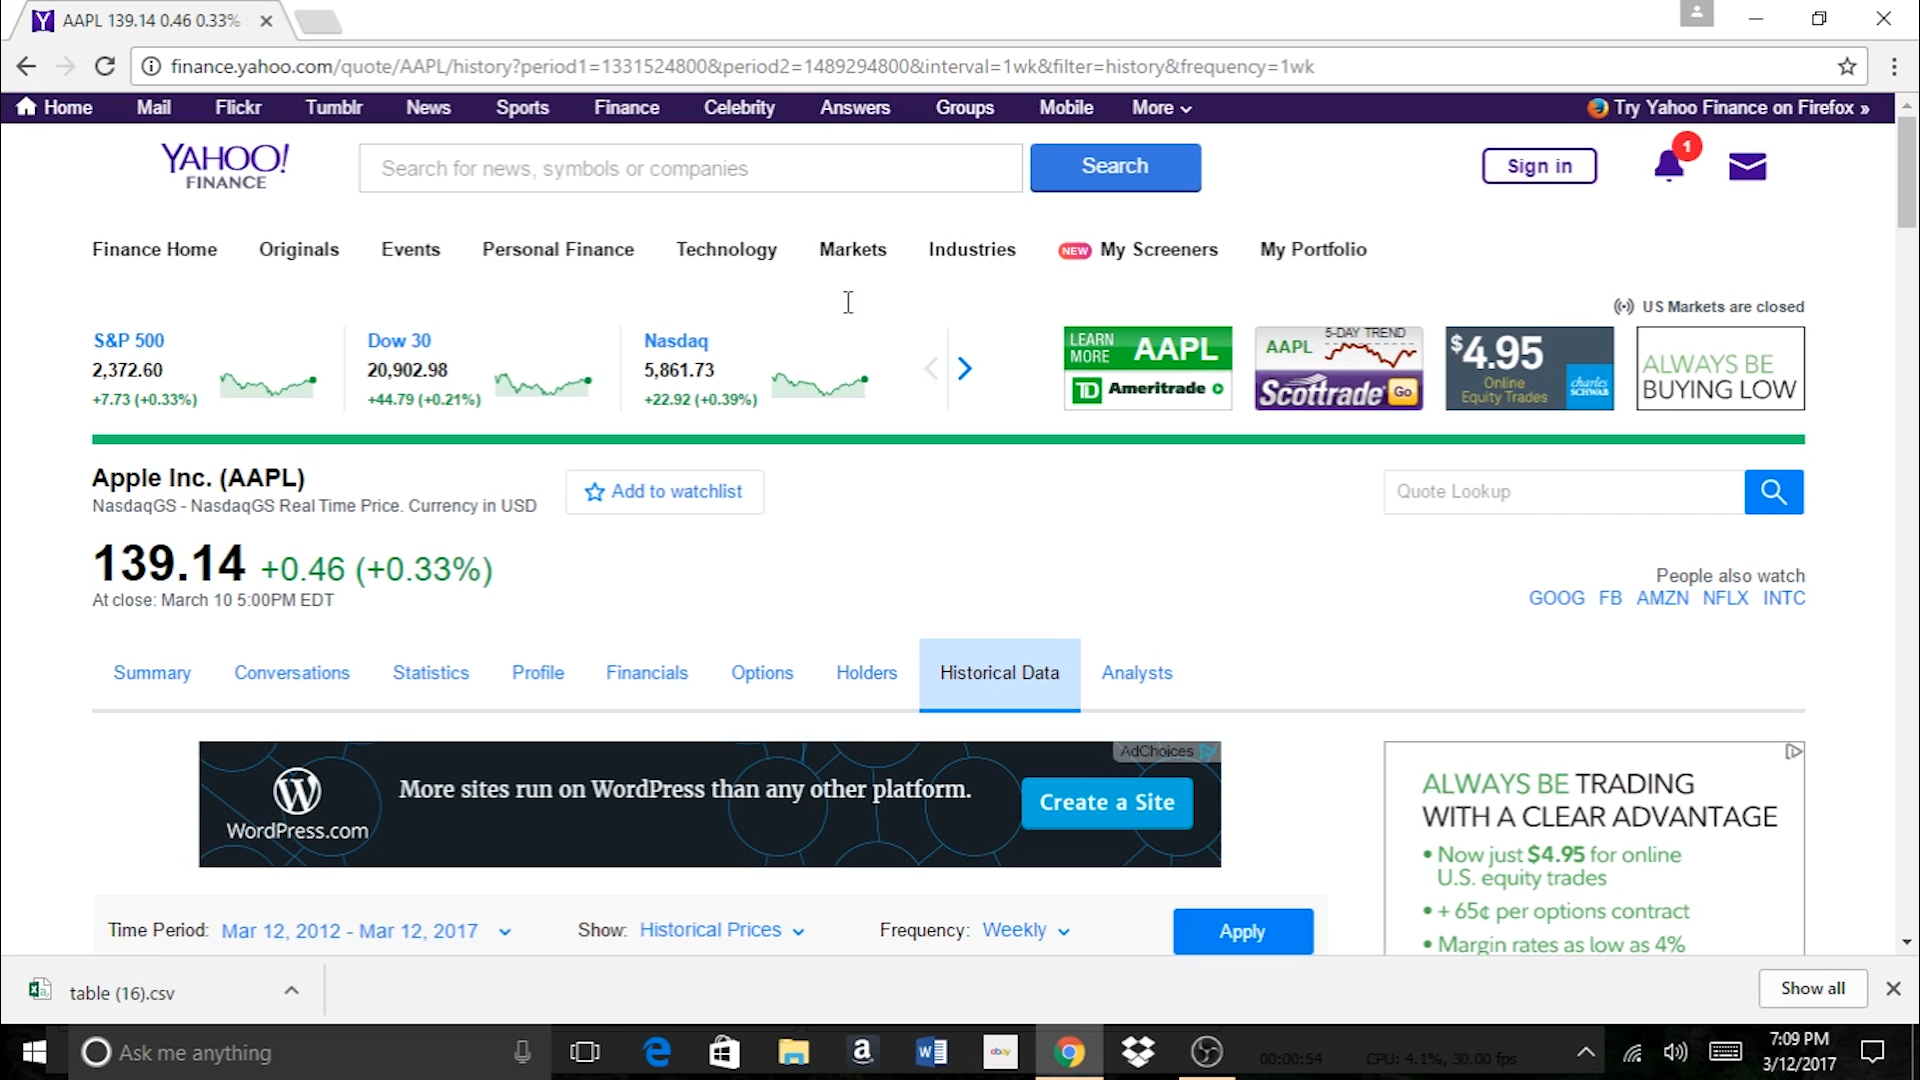 AAPL 139.14 0.46 0.33%
finance.yahoo.com/quote/AAPL/history?period1=1331524800&period2=1489294800&interval=1wk&filter=history&frequency=1wk
Home Mail Flickr Tumblr News Sports Finance Celebrity Answers Groups Mobile More Try Yahoo Finance on Firefox »
YAHOO!
FINANCE
Search for news, symbols or companies
Search
Sign in
1
Finance Home Originals Events Personal Finance Technology Markets Industries NEW My Screeners My Portfolio
US Markets are closed
S&P 500
2,372.60
+7.73 (+0.33%)
Dow 30
20,902.98
+44.79 (+0.21%)
Nasdaq
5,861.73
+22.92 (+0.39%)
LEARN
MORE AAPL
TD Ameritrade
5-DAY TREND
AAPL
Scottrade Go
$4.95
Online
Equity Trades
charles
SCHWAB
ALWAYS BE
BUYING LOW
Apple Inc. (AAPL)
NasdaqGS - NasdaqGS Real Time Price. Currency in USD
Add to watchlist
Quote Lookup
139.14 +0.46 (+0.33%)
At close: March 10 5:00PM EDT
People also watch
GOOG FB AMZN NFLX INTC
Summary Conversations Statistics Profile Financials Options Holders Historical Data Analysts
AdChoices
WordPress.com
More sites run on WordPress than any other platform.
Create a Site
ALWAYS BE TRADING
WITH A CLEAR ADVANTAGE
• Now just $4.95 for online
U.S. equity trades
• + 65¢ per options contract
• Margin rates as low as 4%
Time Period: Mar 12, 2012 - Mar 12, 2017 Show: Historical Prices Frequency: Weekly Apply
table (16).csv
Show all
Ask me anything
a
ebay
00:00:54 CPU: 4.1%, 30.00 fps
7:09 PM
3/12/2017